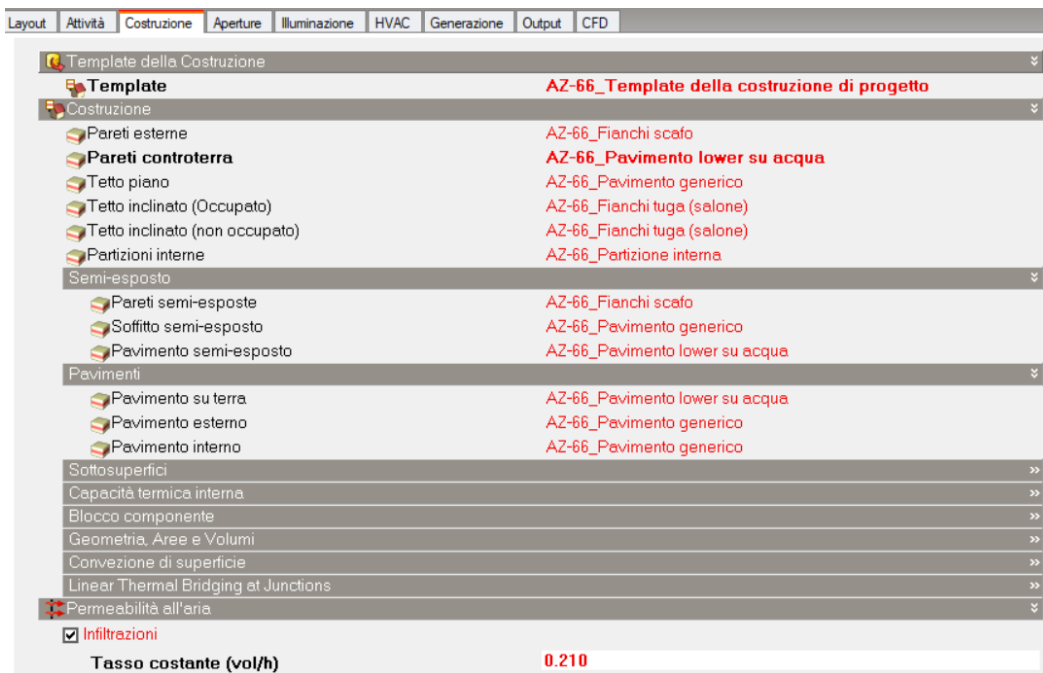 Layout Attività Costruzione Aperture Illuminazione HVAC Generazione Output CFD
Template della Costruzione
Template AZ-66_Template della costruzione di progetto
Costruzione
Pareti esterne AZ-66_Fianchi scafo
Pareti controterra AZ-66_Pavimento lower su acqua
Tetto piano AZ-66_Pavimento generico
Tetto inclinato (Occupato) AZ-66_Fianchi tuga (salone)
Tetto inclinato (non occupato) AZ-66_Fianchi tuga (salone)
Partizioni interne AZ-66_Partizione interna
Semi-esposto
Pareti semi-esposte AZ-66_Fianchi scafo
Soffitto semi-esposto AZ-66_Pavimento generico
Pavimento semi-esposto AZ-66_Pavimento lower su acqua
Pavimenti
Pavimento su terra AZ-66_Pavimento lower su acqua
Pavimento esterno AZ-66_Pavimento generico
Pavimento interno AZ-66_Pavimento generico
Sottosuperfici
Capacità termica interna
Blocco componente
Geometria, Aree e Volumi
Convezione di superficie
Linear Thermal Bridging at Junctions
Permeabilità all'aria
Infiltrazioni
Tasso costante (vol/h) 0.210